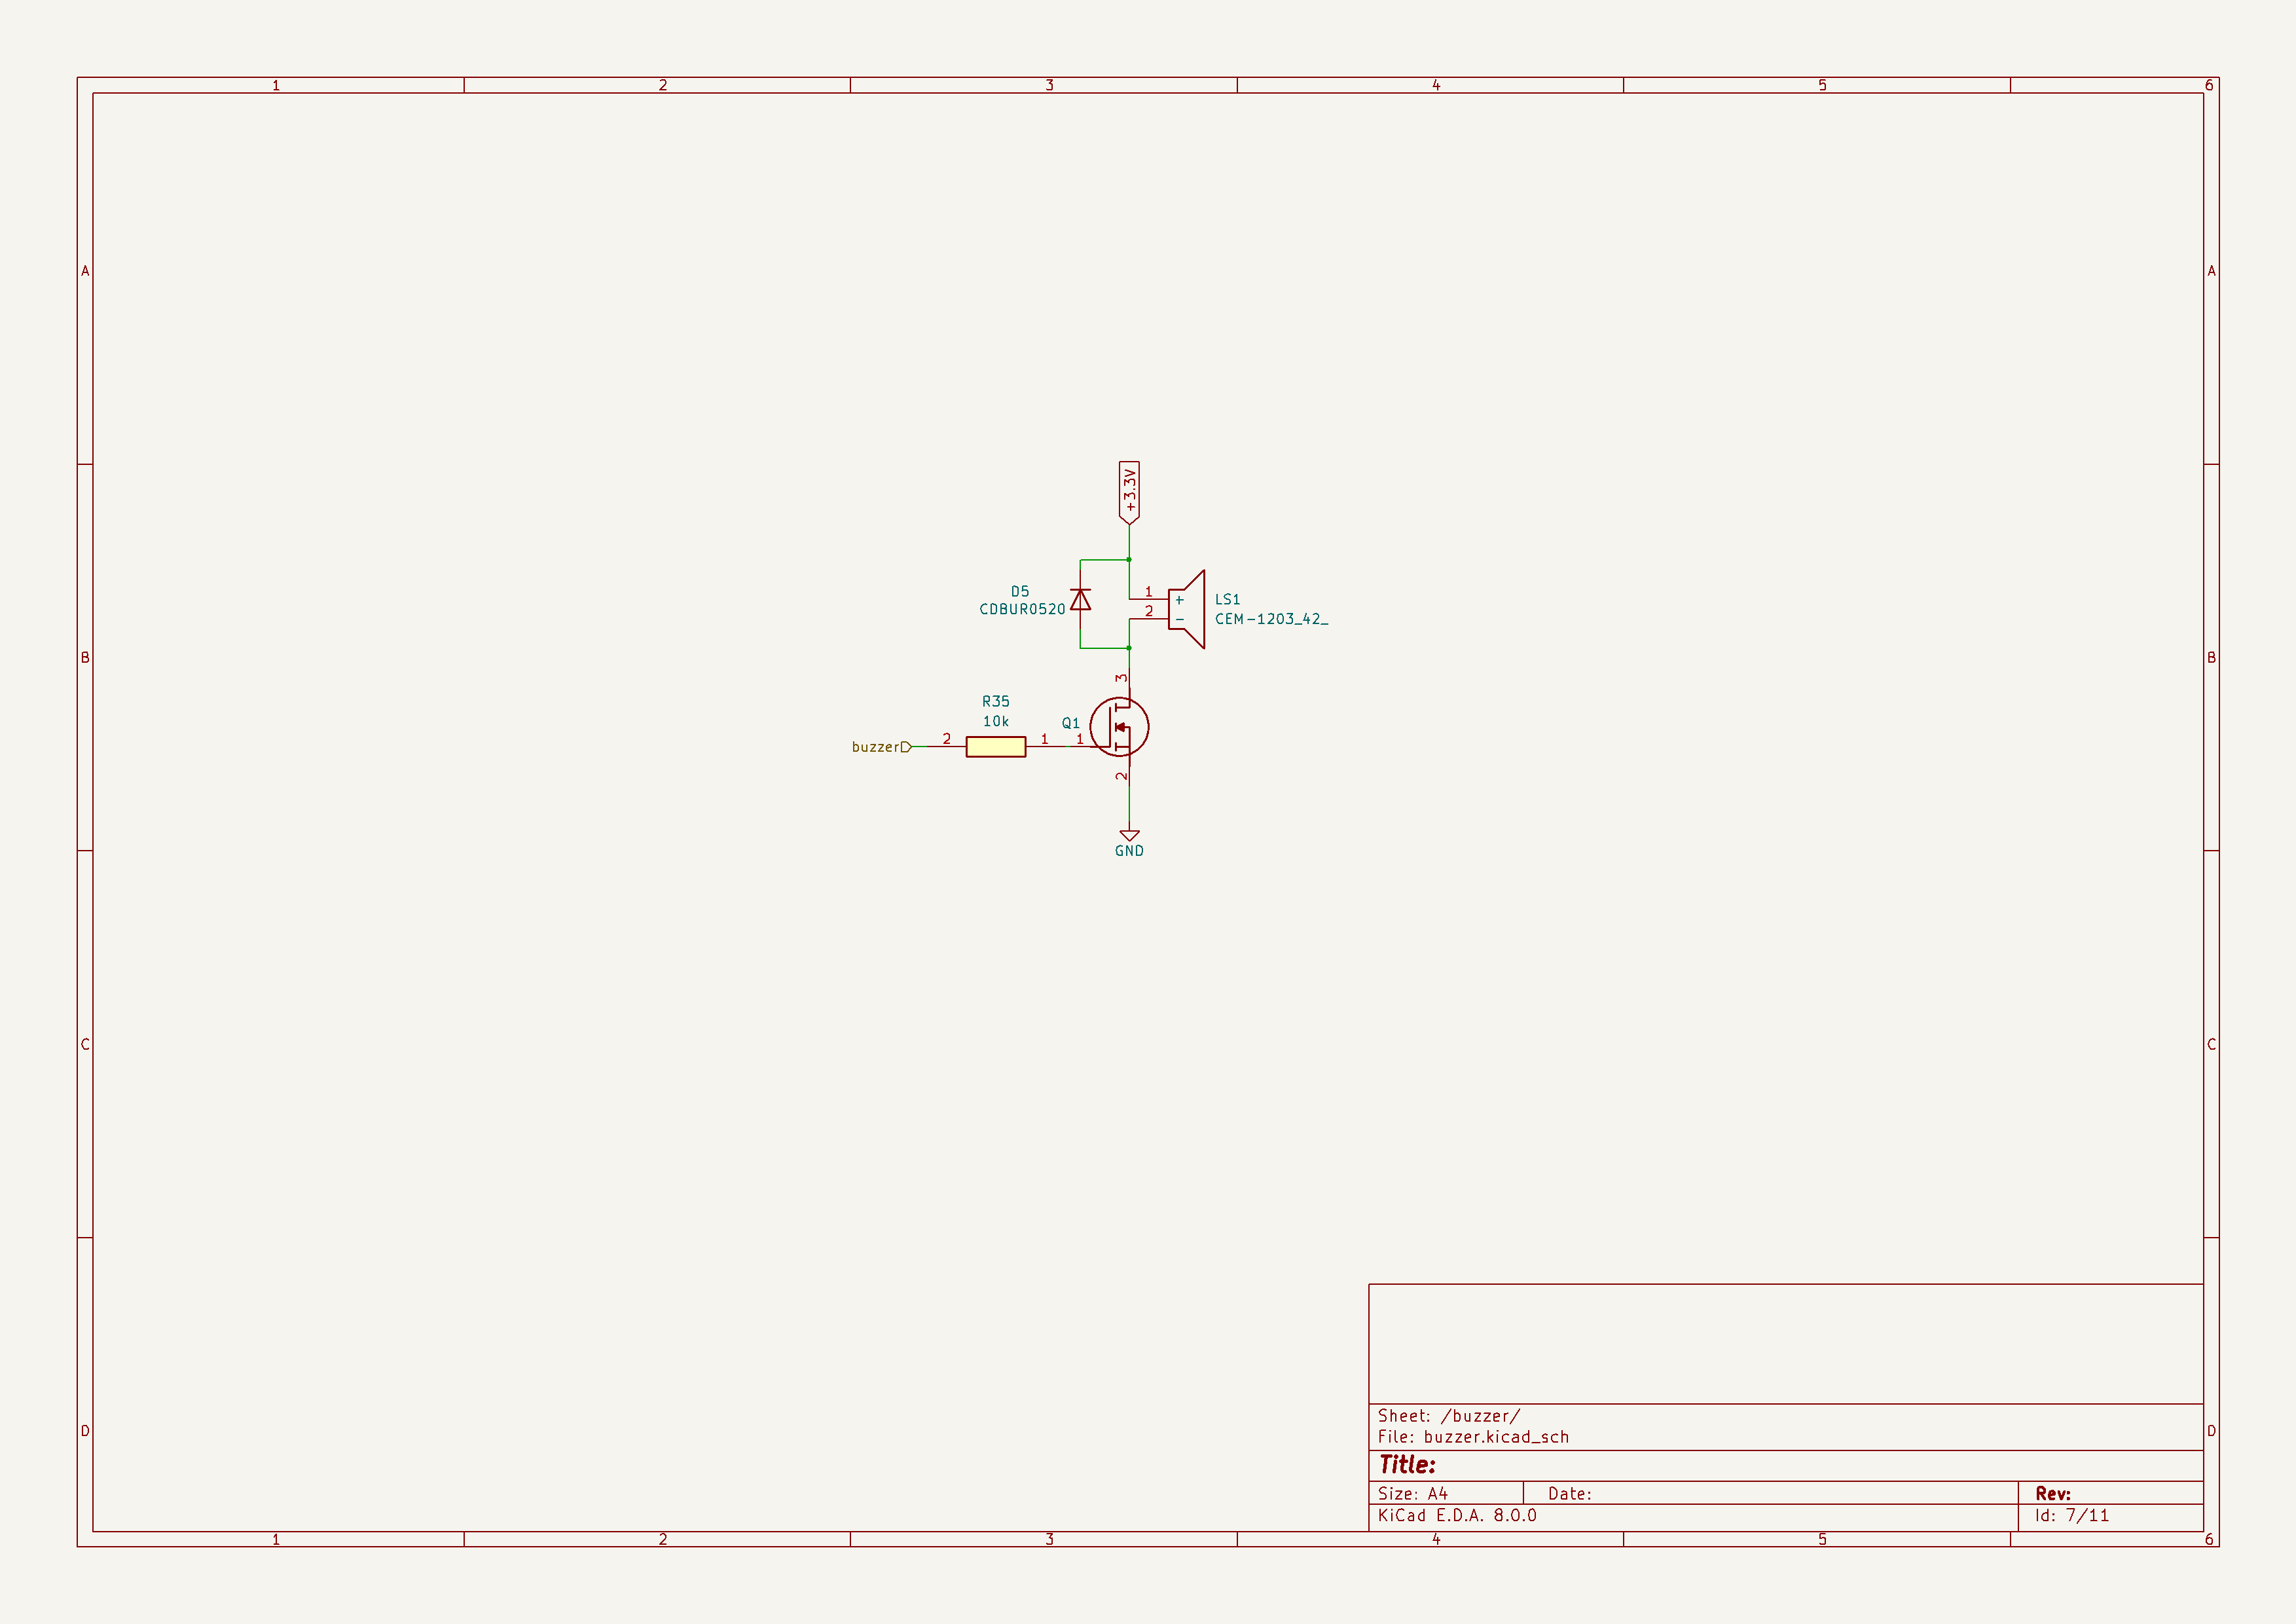 1 2 3 4 5 6
A A
+3.3V
D5
CDBUR0520
1
+
2
-
LS1
CEM-1203_42_
B B
3
R35
10k
Q1
buzzer
2 1 1
2
GND
C C
D D
Sheet: /buzzer/
File: buzzer.kicad_sch
Title:
Size: A4 Date: Rev:
KiCad E.D.A. 8.0.0 Id: 7/11
1 2 3 4 5 6